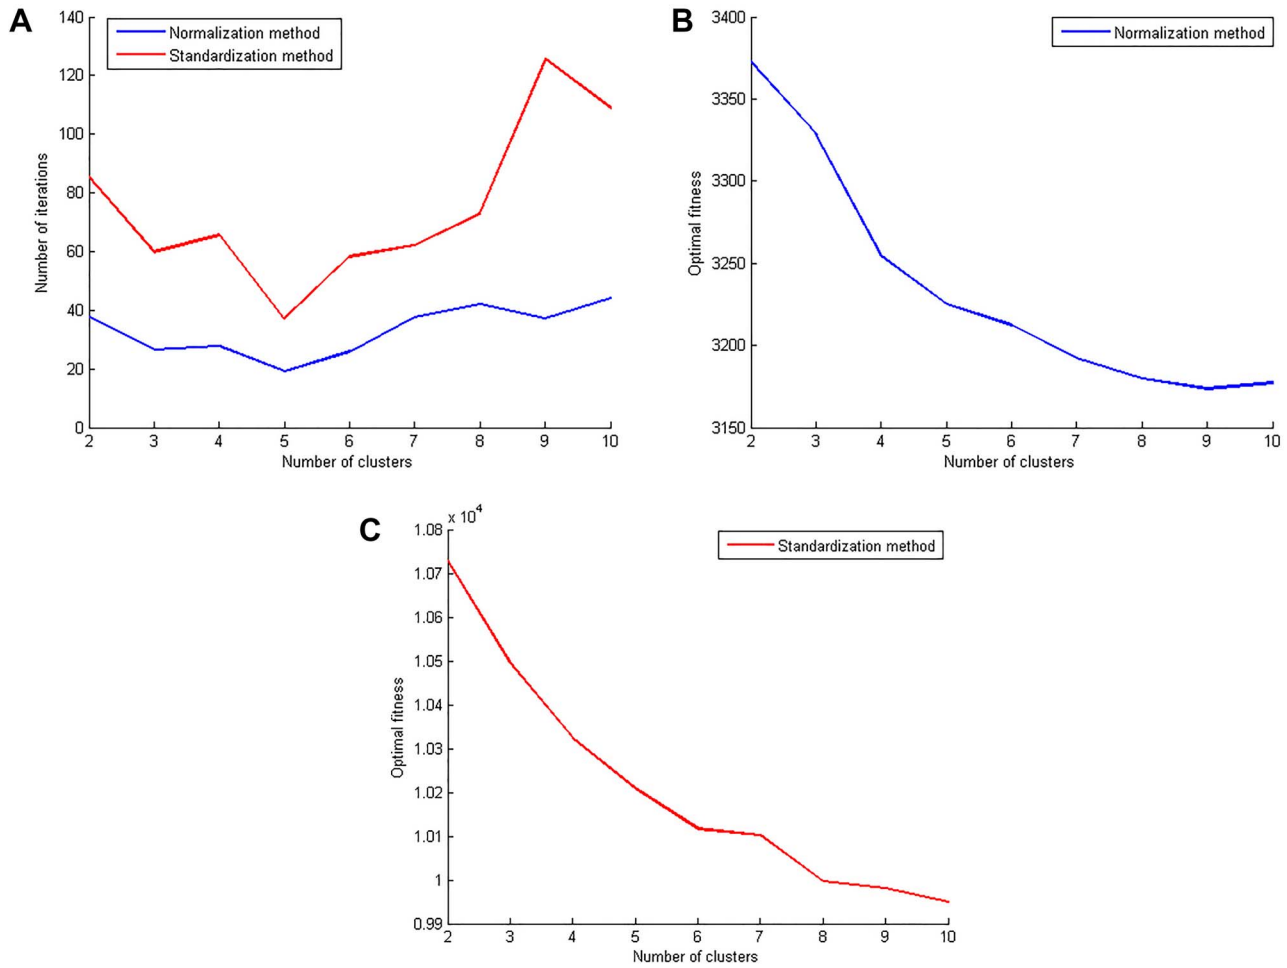 A
140
120
100
80
60
40
20
0
Number of iterations
Normalization method
Standardization method
2 3 4 5 6 7 8 9 10
Number of clusters
B
3400
3350
3300
3250
3200
3150
Optimal fitness
Normalization method
2 3 4 5 6 7 8 9 10
Number of clusters
C
x 10^4
1.08
1.07
1.06
1.05
1.04
1.03
1.02
1.01
1
0.99
Optimal fitness
Standardization method
2 3 4 5 6 7 8 9 10
Number of clusters